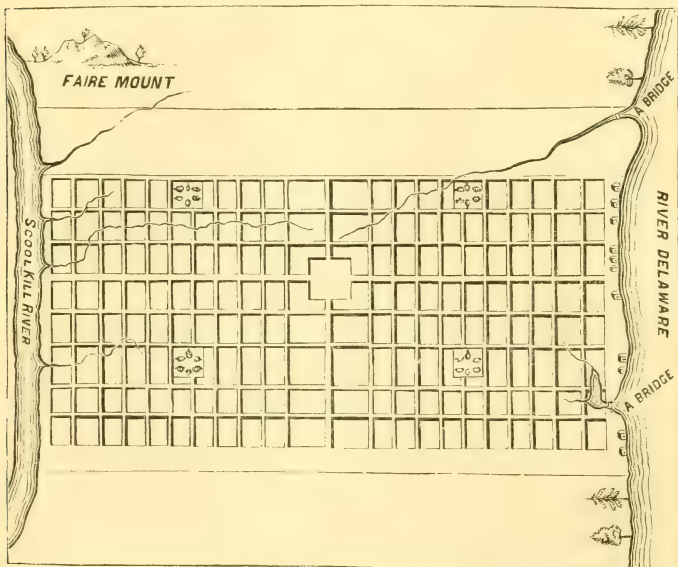 FAIRE MOUNT
A BRIDGE
SCOOLKILL RIVER
RIVER DELAWARE
A BRIDGE